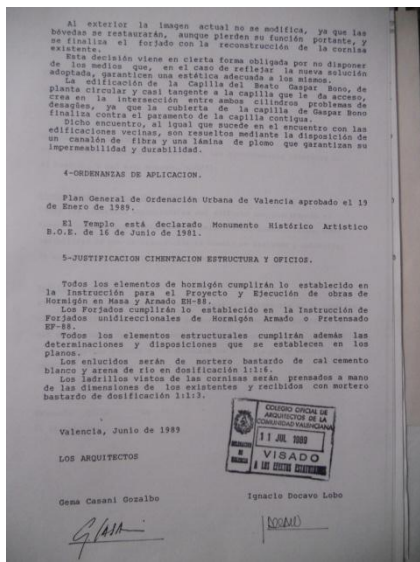 Al exterior la imagen actual no se modifica, ya que las
bóvedas se restaurarán, aunque pierden su función portante, y
se finaliza el forjado con la reconstrucción de la cornisa
existente.
Esta decisión viene en cierta forma obligada por no disponer
de los medios que, en el caso de reflejar la nueva solución
adoptada, garanticen una estética adecuada a los mismos.
La edificación de la Capilla del Beato Gaspar Bono, de
planta circular y casi tangente a la capilla que le da acceso,
crea en la intersección entre ambos cilindros problemas de
desagües, ya que la cubierta de la capilla de Gaspar Bono
finaliza contra el paramento de la capilla contigua.
Dicho encuentro, al igual que sucede en el encuentro con las
edificaciones vecinas, son resueltos mediante la disposición de
un canalón de fibra y una lámina de plomo que garantizan su
impermeabilidad y durabilidad.
4-ORDENANZAS DE APLICACION.
Plan General de Ordenación Urbana de Valencia aprobado el 19
de Enero de 1989.
El Templo está declarado Monumento Histórico Artístico
B.O.E. de 16 de Junio de 1981.
5-JUSTIFICACION CIMENTACION ESTRUCTURA Y OFICIOS.
Todos los elementos de hormigón cumplirán lo establecido en
la Instrucción para el Proyecto y Ejecución de obras de
Hormigón en Masa y Armado EH-88.
Los Forjados cumplirán lo establecido en la Instrucción de
Forjados unidireccionales de Hormigón Armado o Pretensado
EF-88.
Todos los elementos estructurales cumplirán además las
determinaciones y disposiciones que se establecen en los
planos.
Los enlucidos serán de mortero bastardo de cal cemento
blanco y arena de río en dosificación 1:1:6.
Los ladrillos vistos de las cornisas serán prensados a mano
de las dimensiones de los existentes y recibidos con mortero
bastardo de dosificación 1:1:3.
COLEGIO OFICIAL DE
ARQUITECTOS DE LA
COMUNIDAD VALENCIANA
11 JUL. 1989
VISADO
A LOS EFECTOS
Valencia, Junio de 1989
LOS ARQUITECTOS
Gema Casani Gozalbo
Ignacio Docavo Lobo